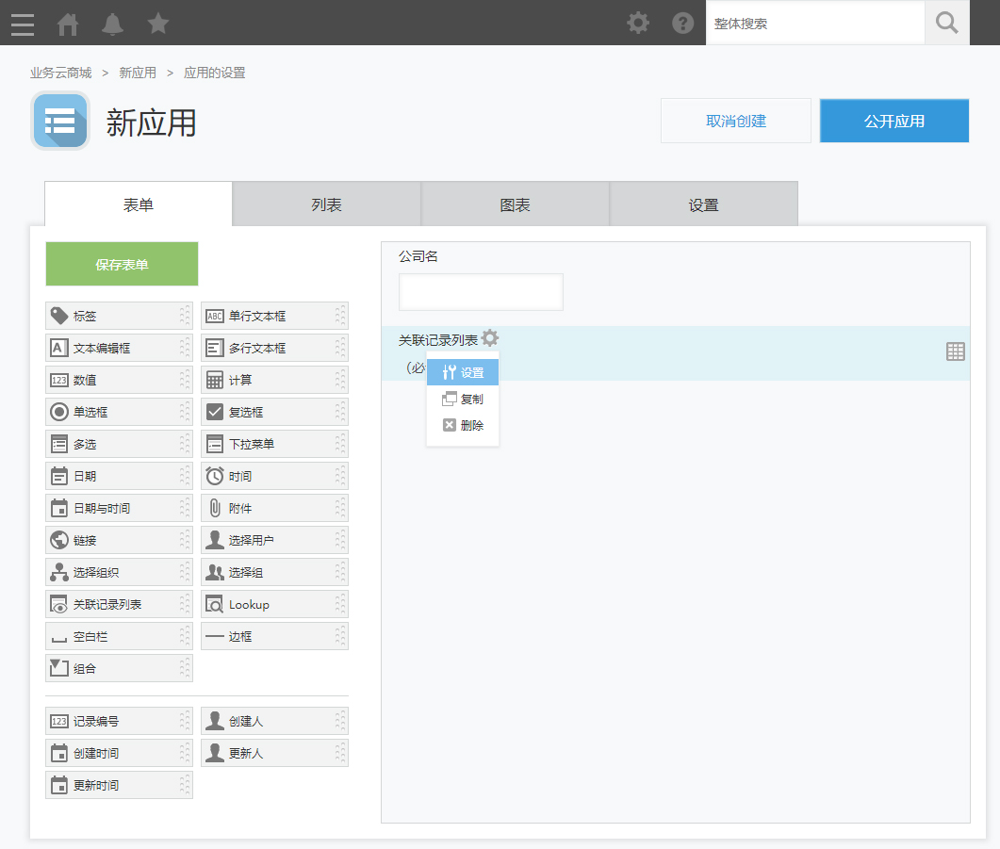 整体搜索
业务云商城 > 新应用 > 应用的设置
新应用
取消创建
公开应用
表单
列表
图表
设置
保存表单
标签
ABC 单行文本框
A 文本编辑框
多行文本框
123 数值
计算
单选框
复选框
多选
下拉菜单
日期
时间
日期与时间
附件
链接
选择用户
选择组织
选择组
关联记录列表
Lookup
空白栏
边框
组合
123 记录编号
创建人
创建时间
更新人
更新时间
公司名
关联记录列表
（必
设置
复制
删除